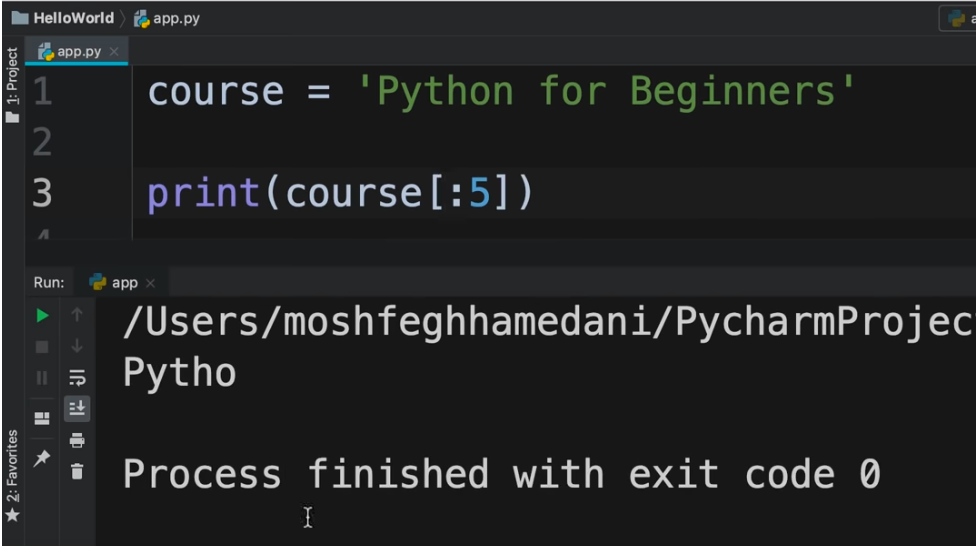 HelloWorld
app.py
app.py
1: Project
1 course = 'Python for Beginners'
2
3 print(course[:5])
4
Run: app
/Users/moshfeghhamedani/PycharmProjec
Pytho
Process finished with exit code 0
2: Favorites